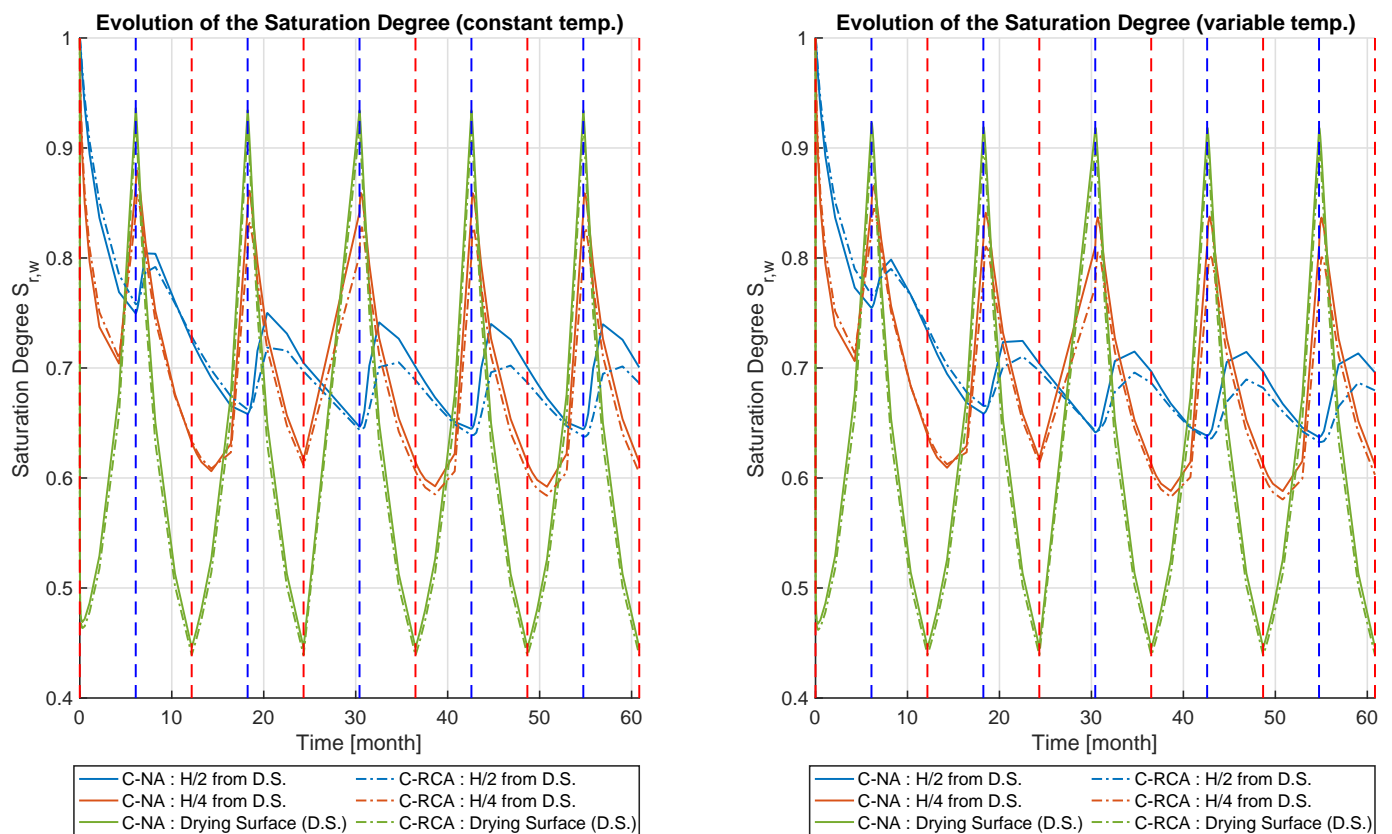 Evolution of the Saturation Degree (constant temp.)
1
0.9
0.8
0.7
0.6
0.5
0.4
Saturation Degree S_{r,w}
0 10 20 30 40 50 60
Time [month]
C-NA : H/2 from D.S. C-RCA : H/2 from D.S.
C-NA : H/4 from D.S. C-RCA : H/4 from D.S.
C-NA : Drying Surface (D.S.) C-RCA : Drying Surface (D.S.)
Evolution of the Saturation Degree (variable temp.)
1
0.9
0.8
0.7
0.6
0.5
0.4
Saturation Degree S_{r,w}
0 10 20 30 40 50 60
Time [month]
C-NA : H/2 from D.S. C-RCA : H/2 from D.S.
C-NA : H/4 from D.S. C-RCA : H/4 from D.S.
C-NA : Drying Surface (D.S.) C-RCA : Drying Surface (D.S.)